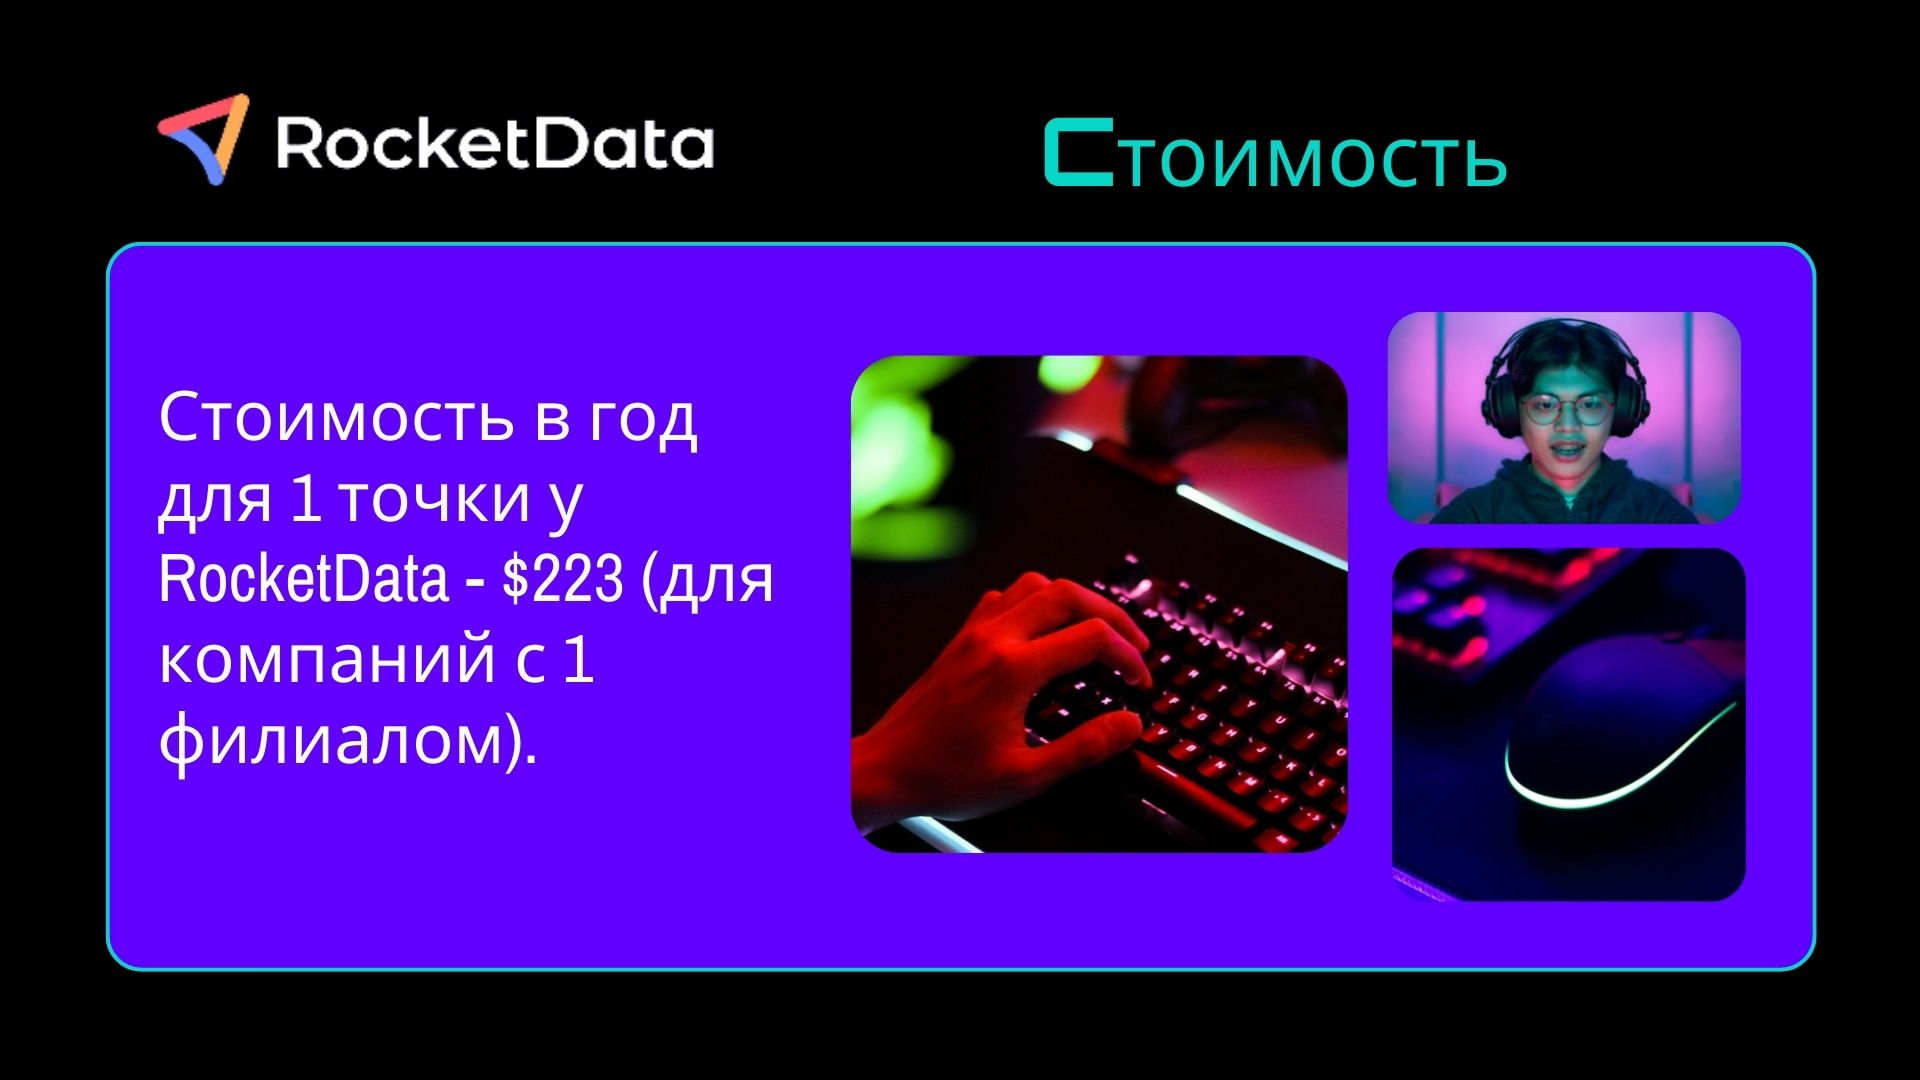 RocketData
Стоимость
Стоимость в год
для 1 точки у
RocketData - $223 (для
компаний с 1
филиалом).